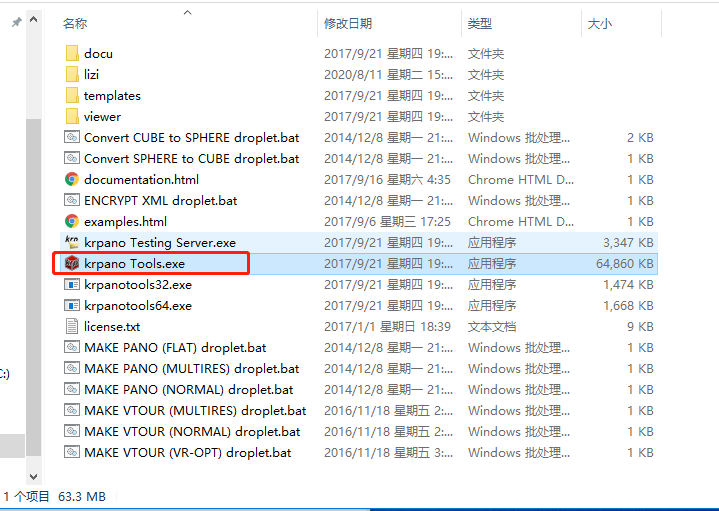 名称 修改日期 类型 大小
docu 2017/9/21 星期四 19:... 文件夹
lizi 2020/8/11 星期二 15:... 文件夹
templates 2017/9/21 星期四 19:... 文件夹
viewer 2017/9/21 星期四 19:... 文件夹
Convert CUBE to SPHERE droplet.bat 2014/12/8 星期一 21:... Windows 批处理... 2 KB
Convert SPHERE to CUBE droplet.bat 2014/12/8 星期一 21:... Windows 批处理... 1 KB
documentation.html 2017/9/16 星期六 4:35 Chrome HTML D... 1 KB
ENCRYPT XML droplet.bat 2014/12/8 星期一 21:... Windows 批处理... 1 KB
examples.html 2017/9/6 星期三 17:25 Chrome HTML D... 1 KB
krpano Testing Server.exe 2017/9/21 星期四 19:... 应用程序 3,347 KB
krpano Tools.exe 2017/9/21 星期四 19:... 应用程序 64,860 KB
krpanotools32.exe 2017/9/21 星期四 19:... 应用程序 1,474 KB
krpanotools64.exe 2017/9/21 星期四 19:... 应用程序 1,668 KB
license.txt 2017/1/1 星期日 18:39 文本文档 9 KB
MAKE PANO (FLAT) droplet.bat 2014/12/8 星期一 21:... Windows 批处理... 1 KB
MAKE PANO (MULTIRES) droplet.bat 2014/12/8 星期一 21:... Windows 批处理... 1 KB
MAKE PANO (NORMAL) droplet.bat 2014/12/8 星期一 21:... Windows 批处理... 1 KB
MAKE VTOUR (MULTIRES) droplet.bat 2016/11/18 星期五 2:... Windows 批处理... 1 KB
MAKE VTOUR (NORMAL) droplet.bat 2016/11/18 星期五 2:... Windows 批处理... 1 KB
MAKE VTOUR (VR-OPT) droplet.bat 2016/11/18 星期五 3:... Windows 批处理... 1 KB
C:)
1 个项目 63.3 MB